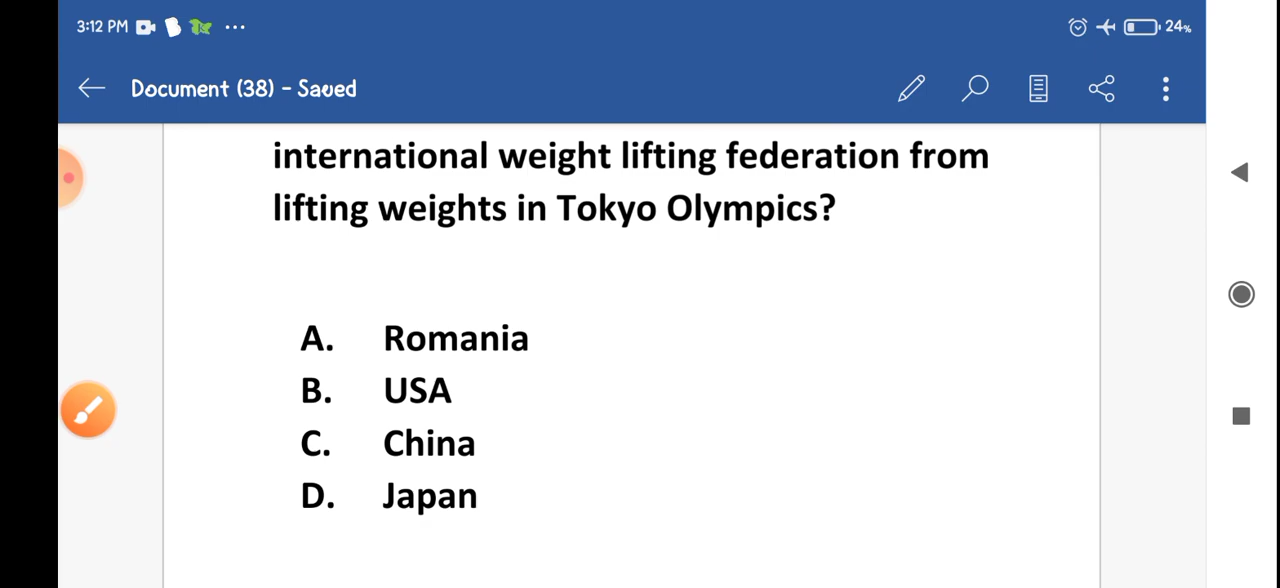 3:12 PM 24%
Document (38) - Saved
international weight lifting federation from
lifting weights in Tokyo Olympics?
A. Romania
B. USA
C. China
D. Japan